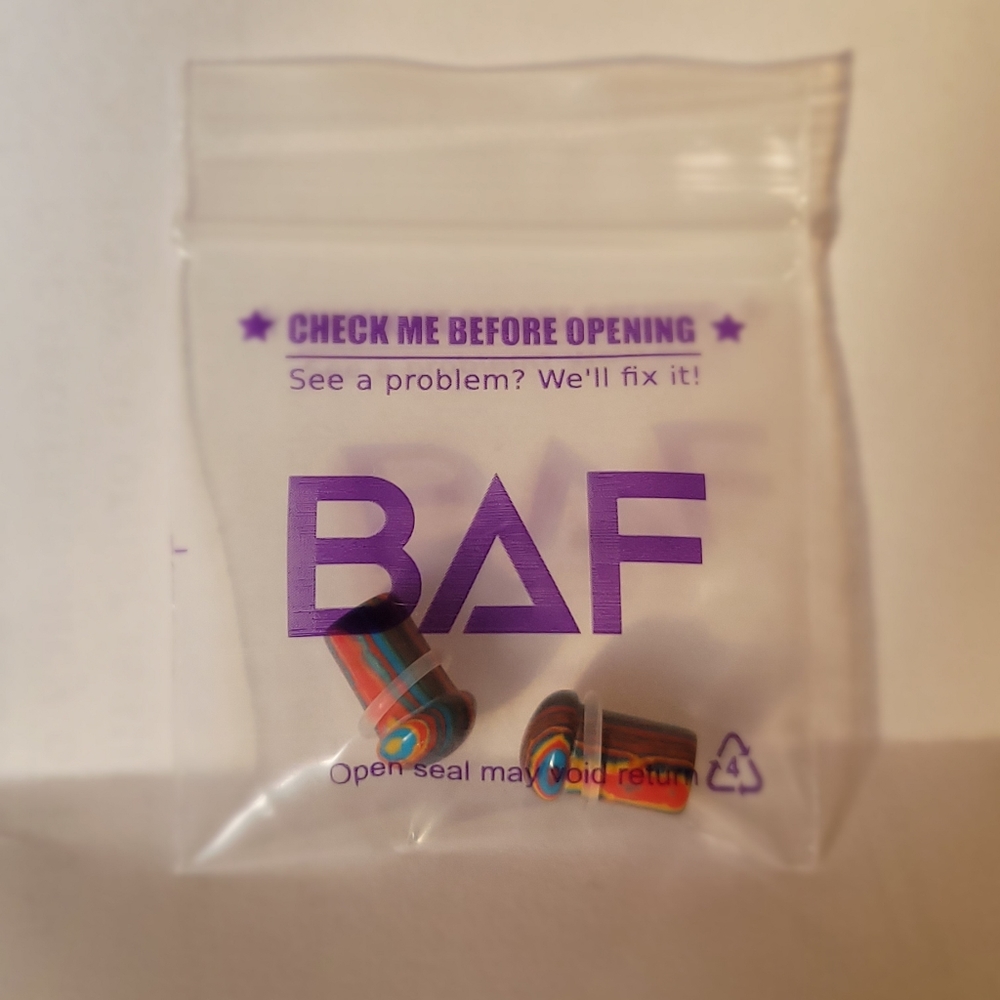 ★ CHECK ME BEFORE OPENING ★
See a problem? We'll fix it!
BAF
Open seal may void return 4